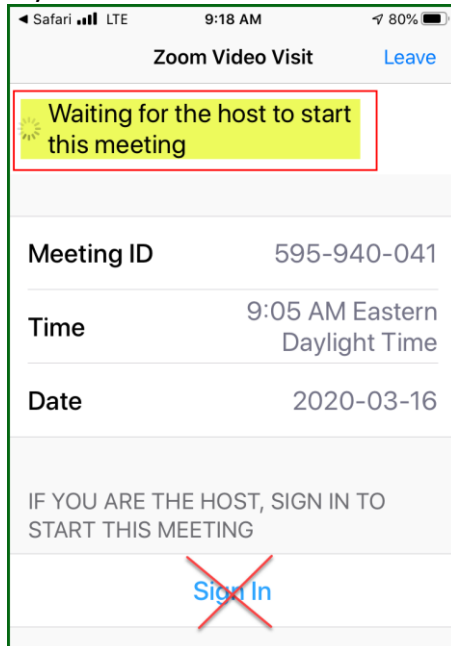 ◄ Safari LTE 9:18 AM 80%
Zoom Video Visit Leave
Waiting for the host to start
this meeting
Meeting ID 595-940-041
Time 9:05 AM Eastern
Daylight Time
Date 2020-03-16
IF YOU ARE THE HOST, SIGN IN TO
START THIS MEETING
Sign In